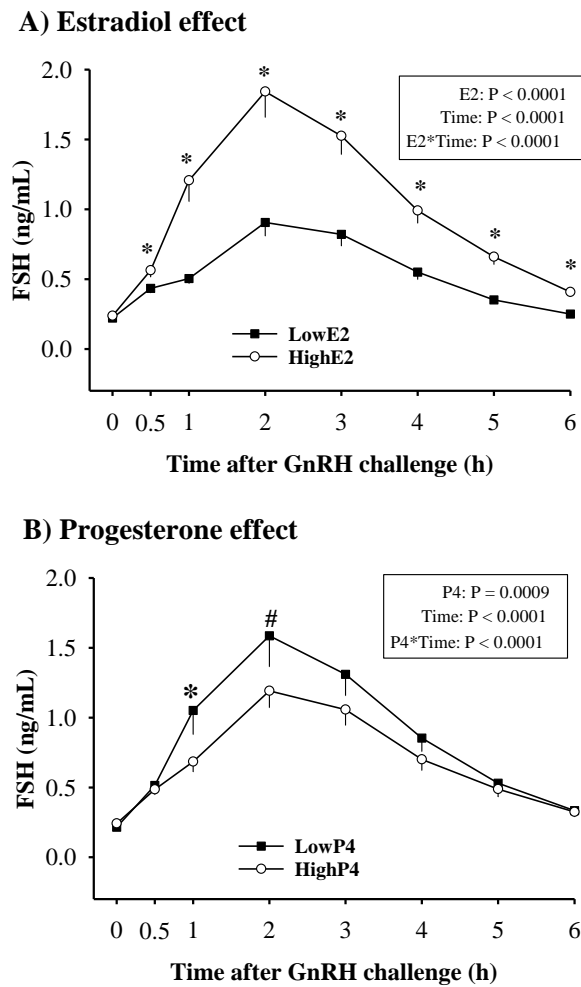 A) Estradiol effect
2.0
1.5
1.0
0.5
0.0
FSH (ng/mL)
* * * * * * * *
E2: P < 0.0001
Time: P < 0.0001
E2*Time: P < 0.0001
LowE2
HighE2
0 0.5 1 2 3 4 5 6
Time after GnRH challenge (h)
B) Progesterone effect
2.0
1.5
1.0
0.5
0.0
FSH (ng/mL)
* #
P4: P = 0.0009
Time: P < 0.0001
P4*Time: P < 0.0001
LowP4
HighP4
0 0.5 1 2 3 4 5 6
Time after GnRH challenge (h)